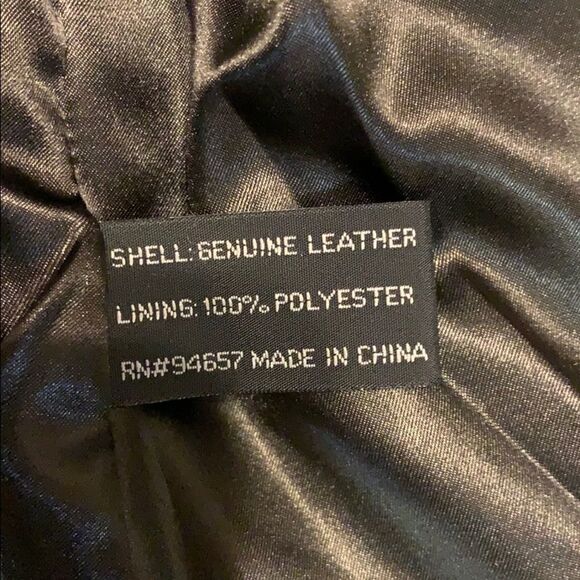 SHELL: GENUINE LEATHER
LINING: 100% POLYESTER
RN#94657 MADE IN CHINA